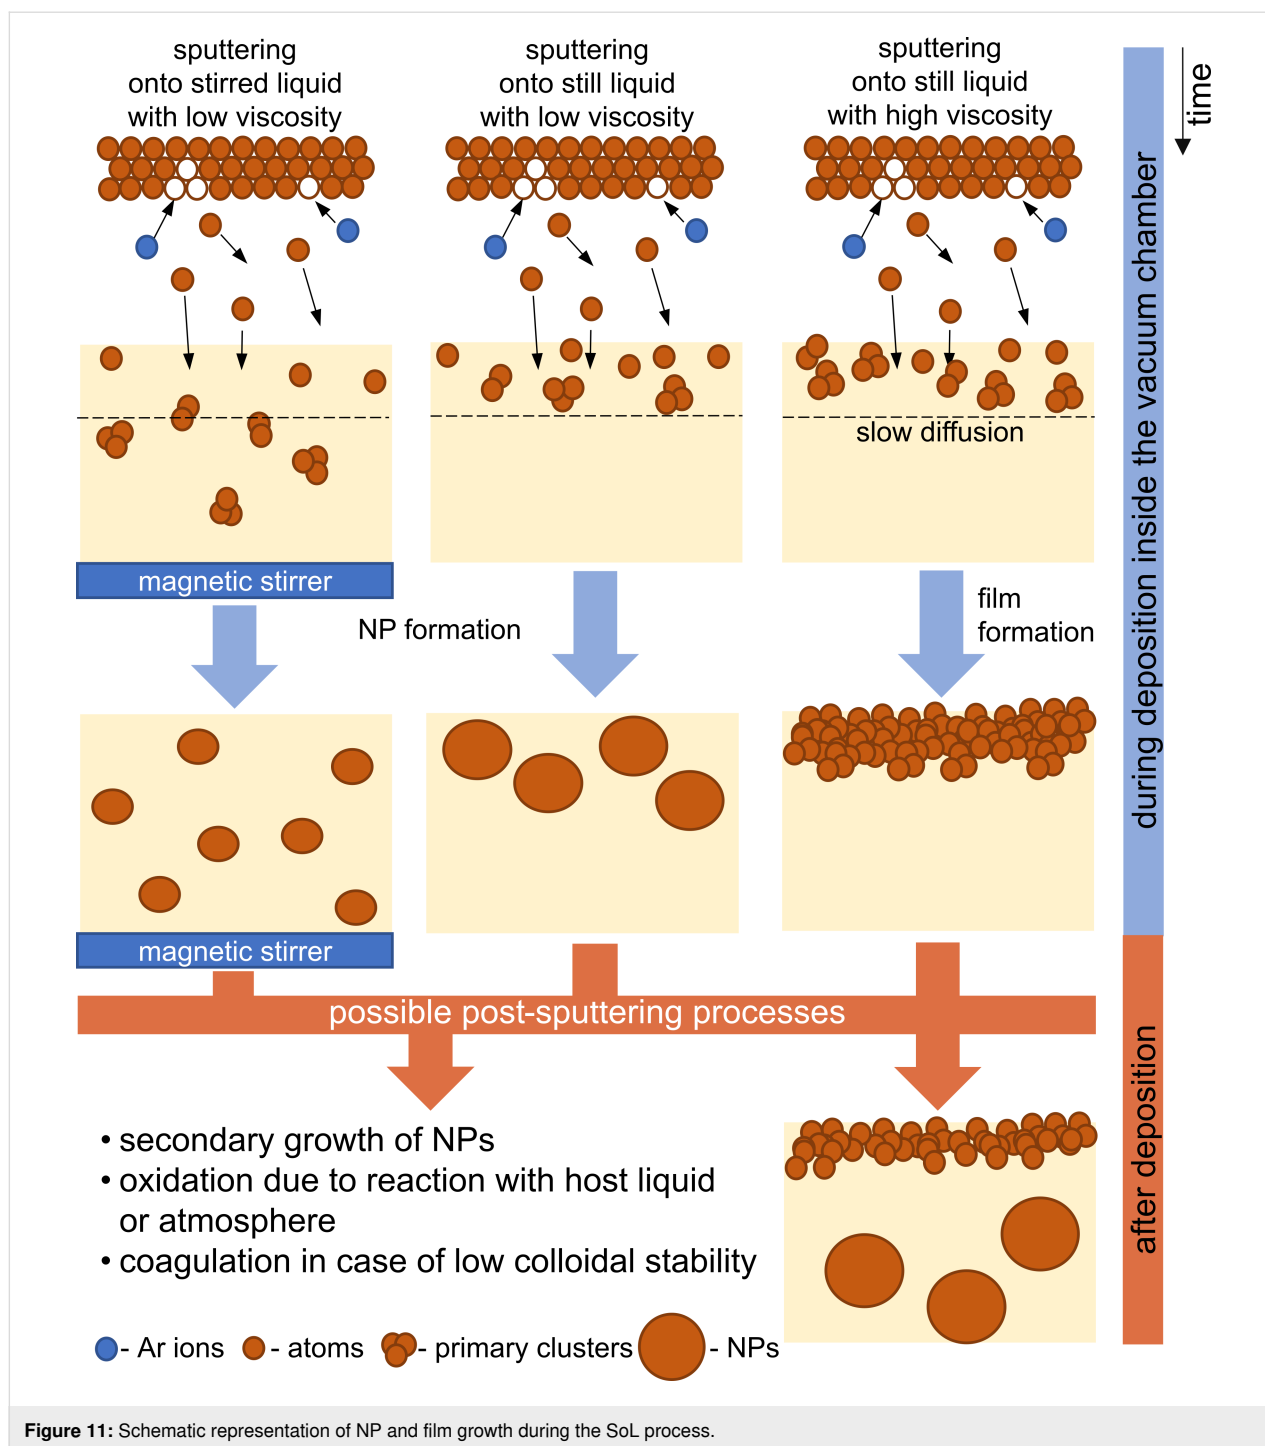 sputtering
onto stirred liquid
with low viscosity
sputtering
onto still liquid
with low viscosity
sputtering
onto still liquid
with high viscosity
time
during deposition inside the vacuum chamber
slow diffusion
magnetic stirrer
NP formation
film
formation
magnetic stirrer
possible post-sputtering processes
after deposition
• secondary growth of NPs
• oxidation due to reaction with host liquid
or atmosphere
• coagulation in case of low colloidal stability
- Ar ions - atoms - primary clusters - NPs
Figure 11: Schematic representation of NP and film growth during the SoL process.